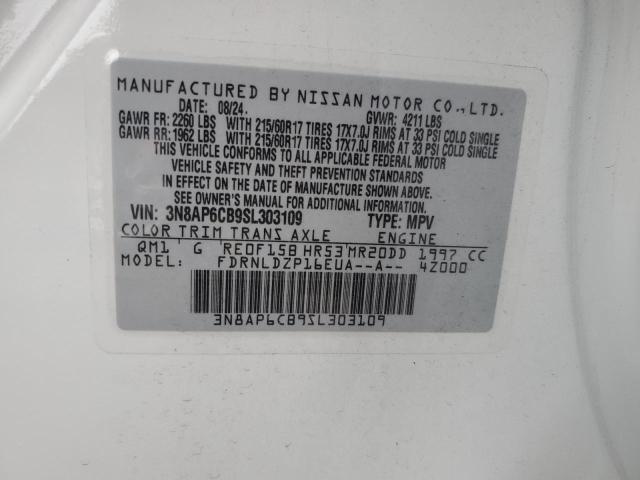 MANUFACTURED BY NISSAN MOTOR CO., LTD.
DATE: 08/24. GVWR: 4211 LBS
GAWR FR: 2260 LBS WITH 215/60R17 TIRES 17X7.0J RIMS AT 33 PSI COLD SINGLE
GAWR RR: 1962 LBS WITH 215/60R17 TIRES 17X7.0J RIMS AT 33 PSI COLD SINGLE
THIS VEHICLE CONFORMS TO ALL APPLICABLE FEDERAL MOTOR
VEHICLE SAFETY AND THEFT PREVENTION STANDARDS
IN EFFECT ON THE DATE OF MANUFACTURE SHOWN ABOVE.
SEE OWNER'S MANUAL FOR ADDITIONAL INFORMATION.
VIN: 3N8AP6CB9SL303109 TYPE: MPV
COLOR TRIM TRANS AXLE ENGINE
QM1 G RE0F15B HR53 MR20DD 1997 CC
MODEL: FDRNLDZP16EUA--A-- 4Z000
3N8AP6CB9SL303109